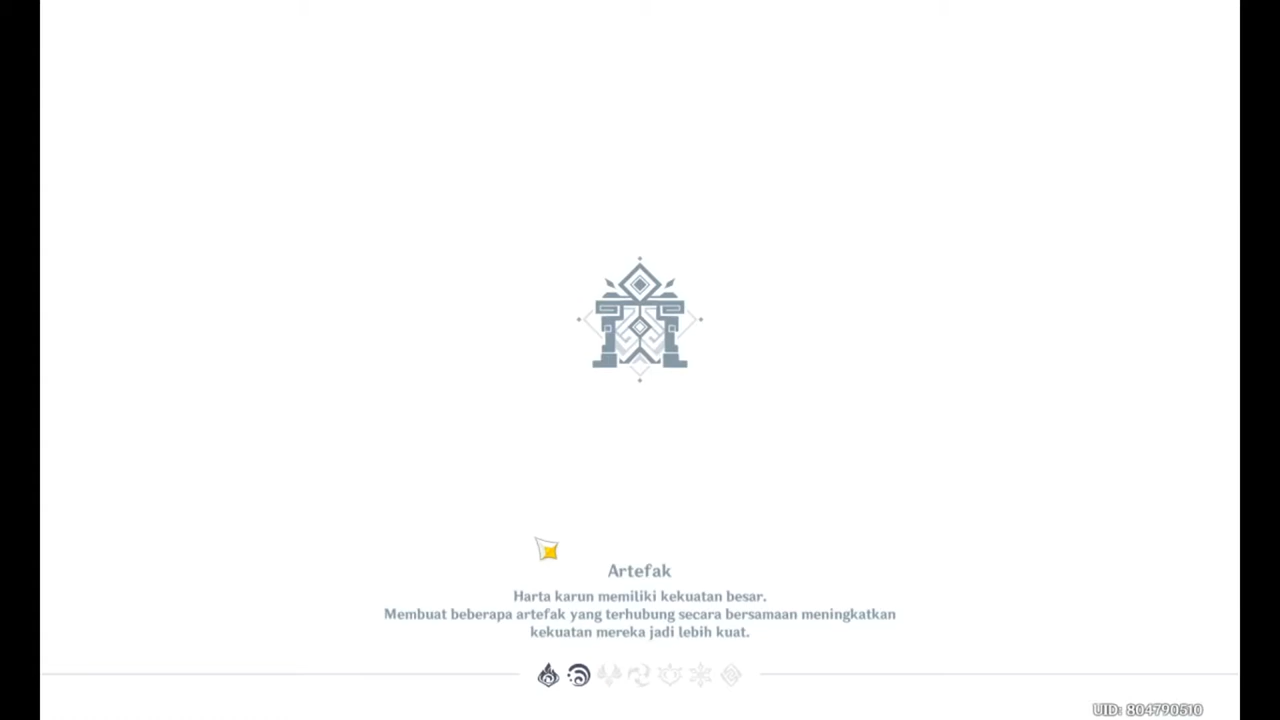 Artefak
Harta karun memiliki kekuatan besar.
Membuat beberapa artefak yang terhubung secara bersamaan meningkatkan
kekuatan mereka jadi lebih kuat.
UID: 804790510